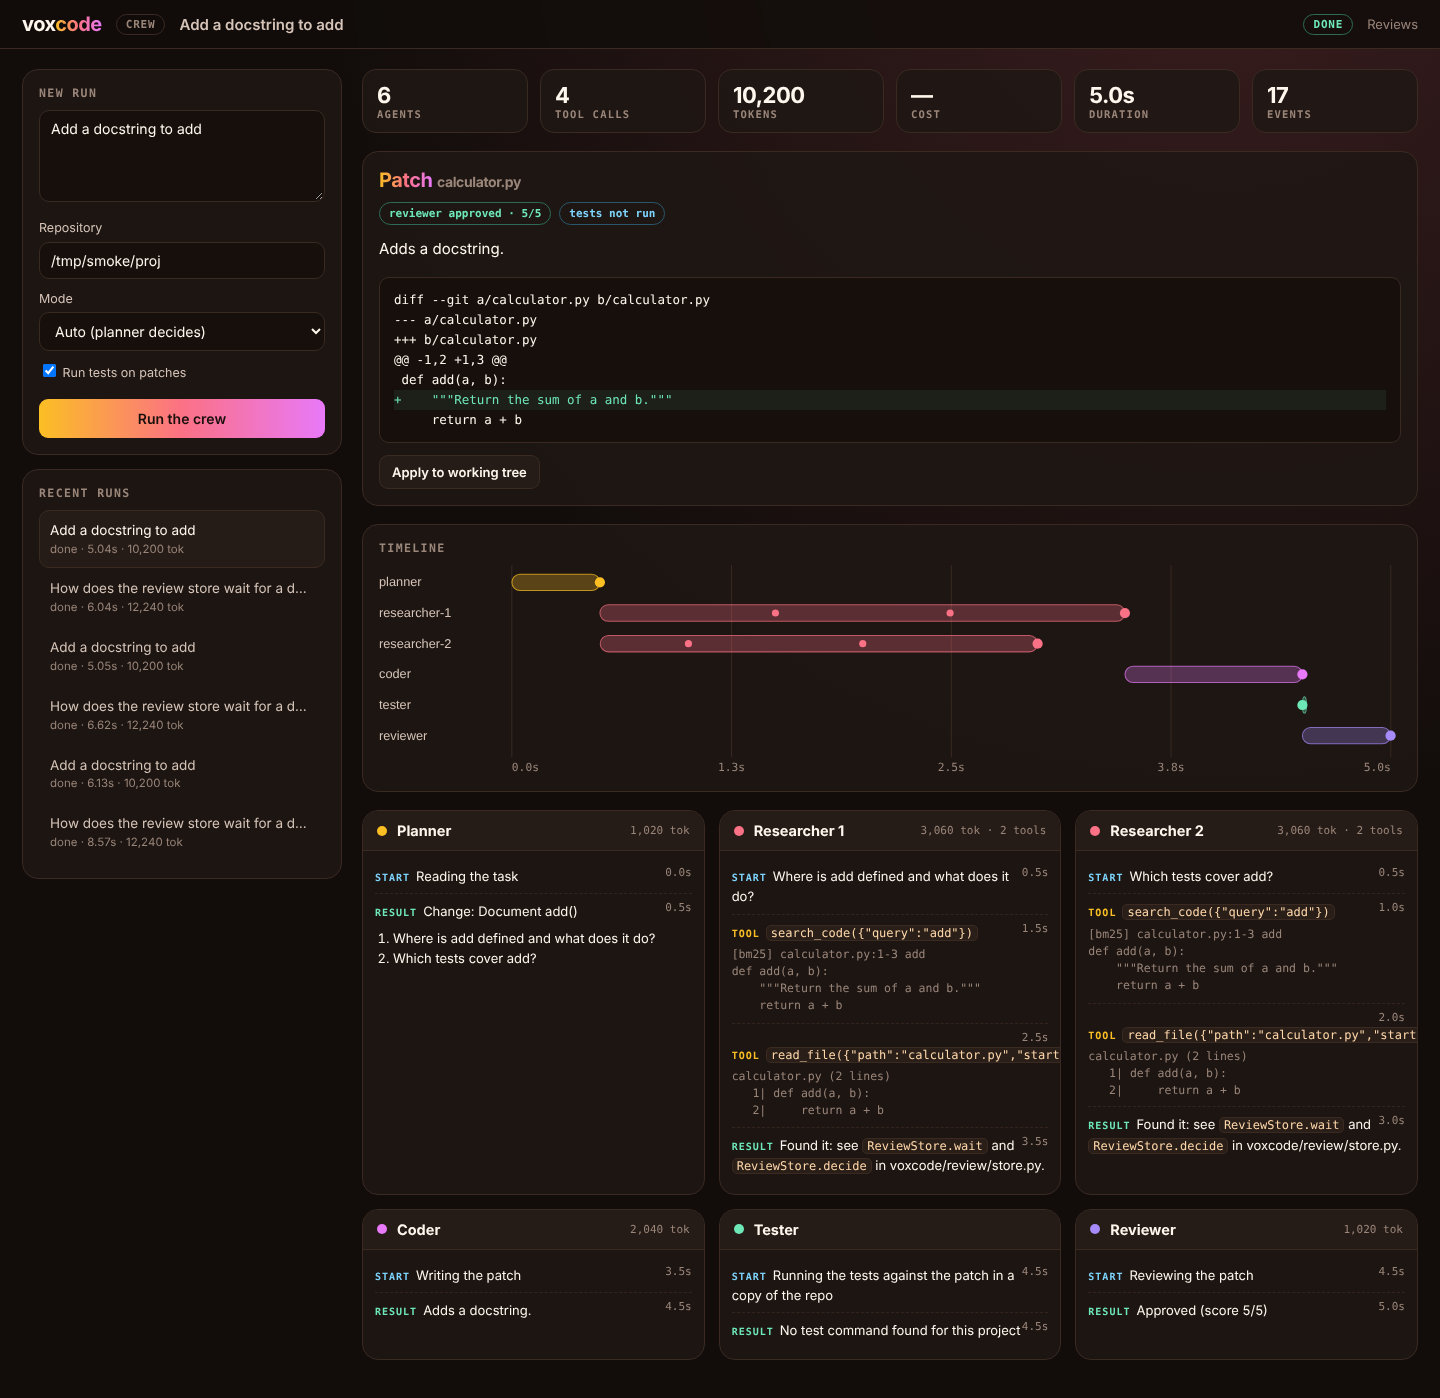 voxcode CREW Add a docstring to add DONE Reviews
NEW RUN
Add a docstring to add
Repository
/tmp/smoke/proj
Mode
Auto (planner decides)
Run tests on patches
Run the crew
RECENT RUNS
Add a docstring to add
done · 5.04s · 10,200 tok
How does the review store wait for a d...
done · 6.04s · 12,240 tok
Add a docstring to add
done · 5.05s · 10,200 tok
How does the review store wait for a d...
done · 6.62s · 12,240 tok
Add a docstring to add
done · 6.13s · 10,200 tok
How does the review store wait for a d...
done · 8.57s · 12,240 tok
6
AGENTS
4
TOOL CALLS
10,200
TOKENS
—
COST
5.0s
DURATION
17
EVENTS
Patch calculator.py
reviewer approved · 5/5 tests not run
Adds a docstring.
diff --git a/calculator.py b/calculator.py
--- a/calculator.py
+++ b/calculator.py
@@ -1,2 +1,3 @@
 def add(a, b):
+    """Return the sum of a and b."""
     return a + b
Apply to working tree
TIMELINE
planner
researcher-1
researcher-2
coder
tester
reviewer
0.0s 1.3s 2.5s 3.8s 5.0s
Planner 1,020 tok
START Reading the task 0.0s
RESULT Change: Document add() 0.5s
1. Where is add defined and what does it do?
2. Which tests cover add?
Researcher 1 3,060 tok · 2 tools
START Where is add defined and what does it 0.5s
do?
TOOL search_code({"query":"add"}) 1.5s
[bm25] calculator.py:1-3 add
def add(a, b):
    """Return the sum of a and b."""
    return a + b
2.5s
TOOL read_file({"path":"calculator.py","start
calculator.py (2 lines)
   1| def add(a, b):
   2|     return a + b
RESULT Found it: see ReviewStore.wait and 3.5s
ReviewStore.decide in voxcode/review/store.py.
Researcher 2 3,060 tok · 2 tools
START Which tests cover add? 0.5s
TOOL search_code({"query":"add"}) 1.0s
[bm25] calculator.py:1-3 add
def add(a, b):
    """Return the sum of a and b."""
    return a + b
2.0s
TOOL read_file({"path":"calculator.py","start
calculator.py (2 lines)
   1| def add(a, b):
   2|     return a + b
RESULT Found it: see ReviewStore.wait and 3.0s
ReviewStore.decide in voxcode/review/store.py.
Coder 2,040 tok
START Writing the patch 3.5s
RESULT Adds a docstring. 4.5s
Tester
START Running the tests against the patch in a 4.5s
copy of the repo
RESULT No test command found for this project 4.5s
Reviewer 1,020 tok
START Reviewing the patch 4.5s
RESULT Approved (score 5/5) 5.0s